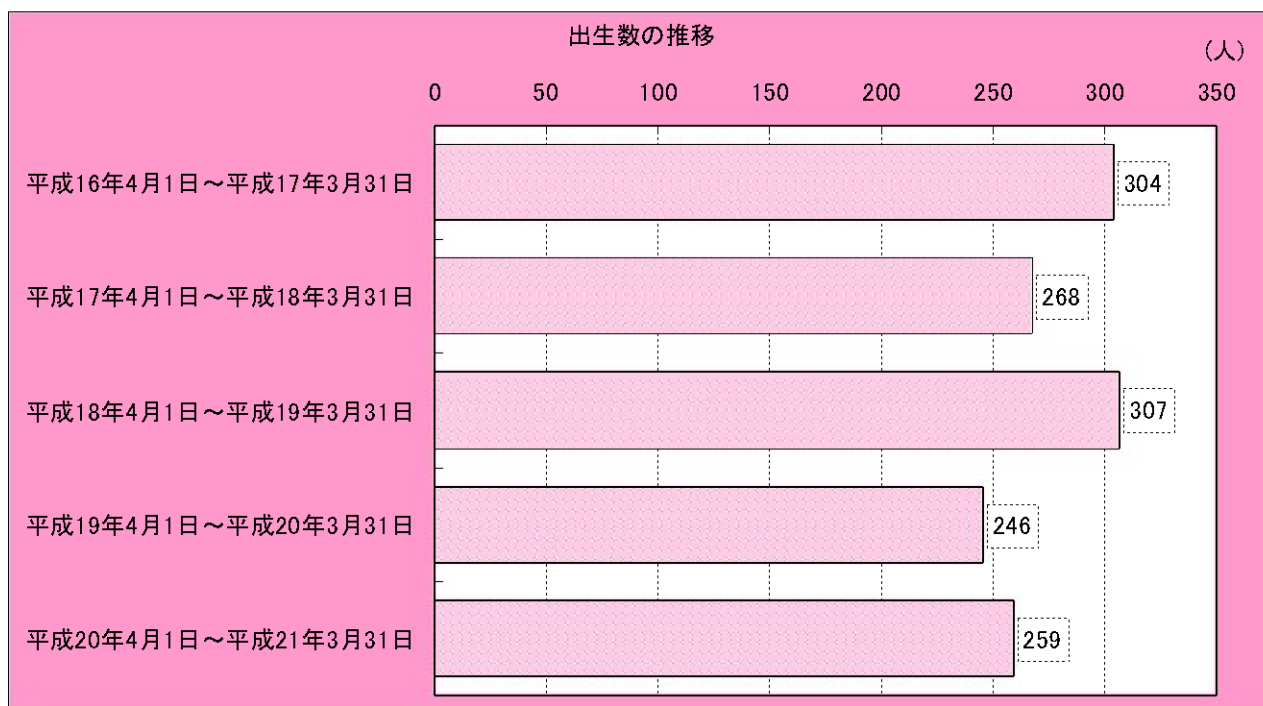 出生数の推移
(人)
0 50 100 150 200 250 300 350
平成16年4月1日～平成17年3月31日 304
平成17年4月1日～平成18年3月31日 268
平成18年4月1日～平成19年3月31日 307
平成19年4月1日～平成20年3月31日 246
平成20年4月1日～平成21年3月31日 259